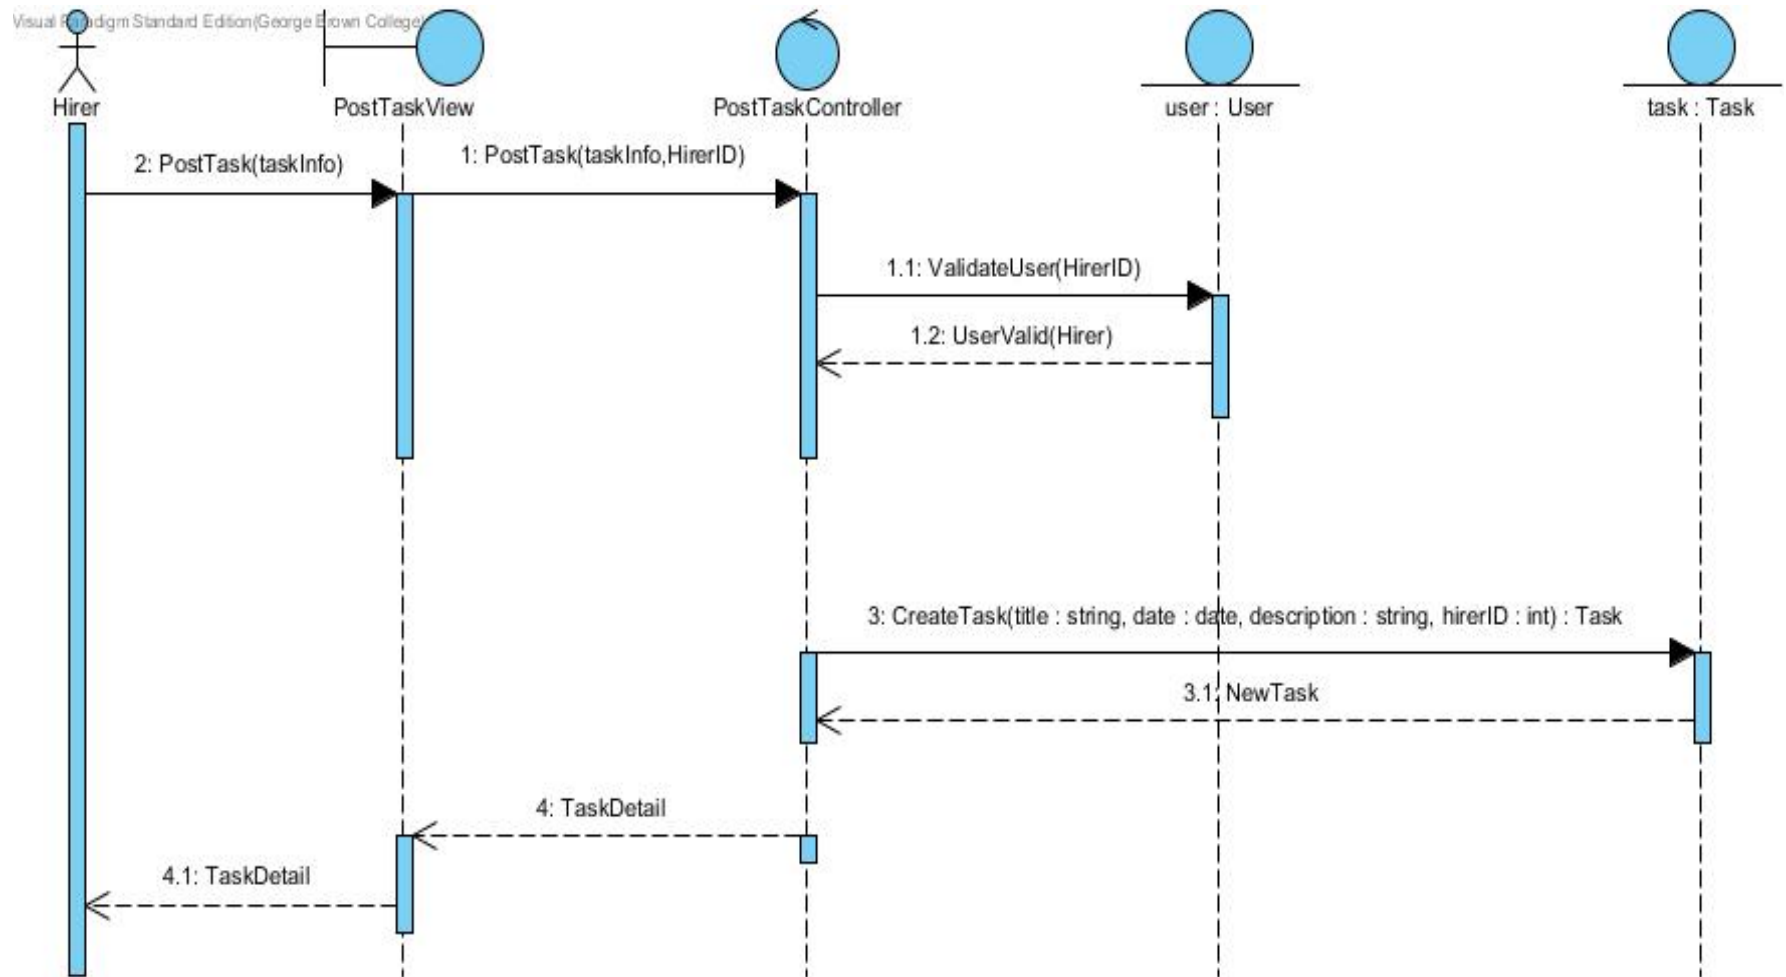 Visual Paradigm Standard Edition(George Brown College)
Hirer
PostTaskView
PostTaskController
user : User
task : Task
2: PostTask(taskInfo)
1: PostTask(taskInfo,HirerID)
1.1: ValidateUser(HirerID)
1.2: UserValid(Hirer)
3: CreateTask(title : string, date : date, description : string, hirerID : int) : Task
3.1: NewTask
4: TaskDetail
4.1: TaskDetail